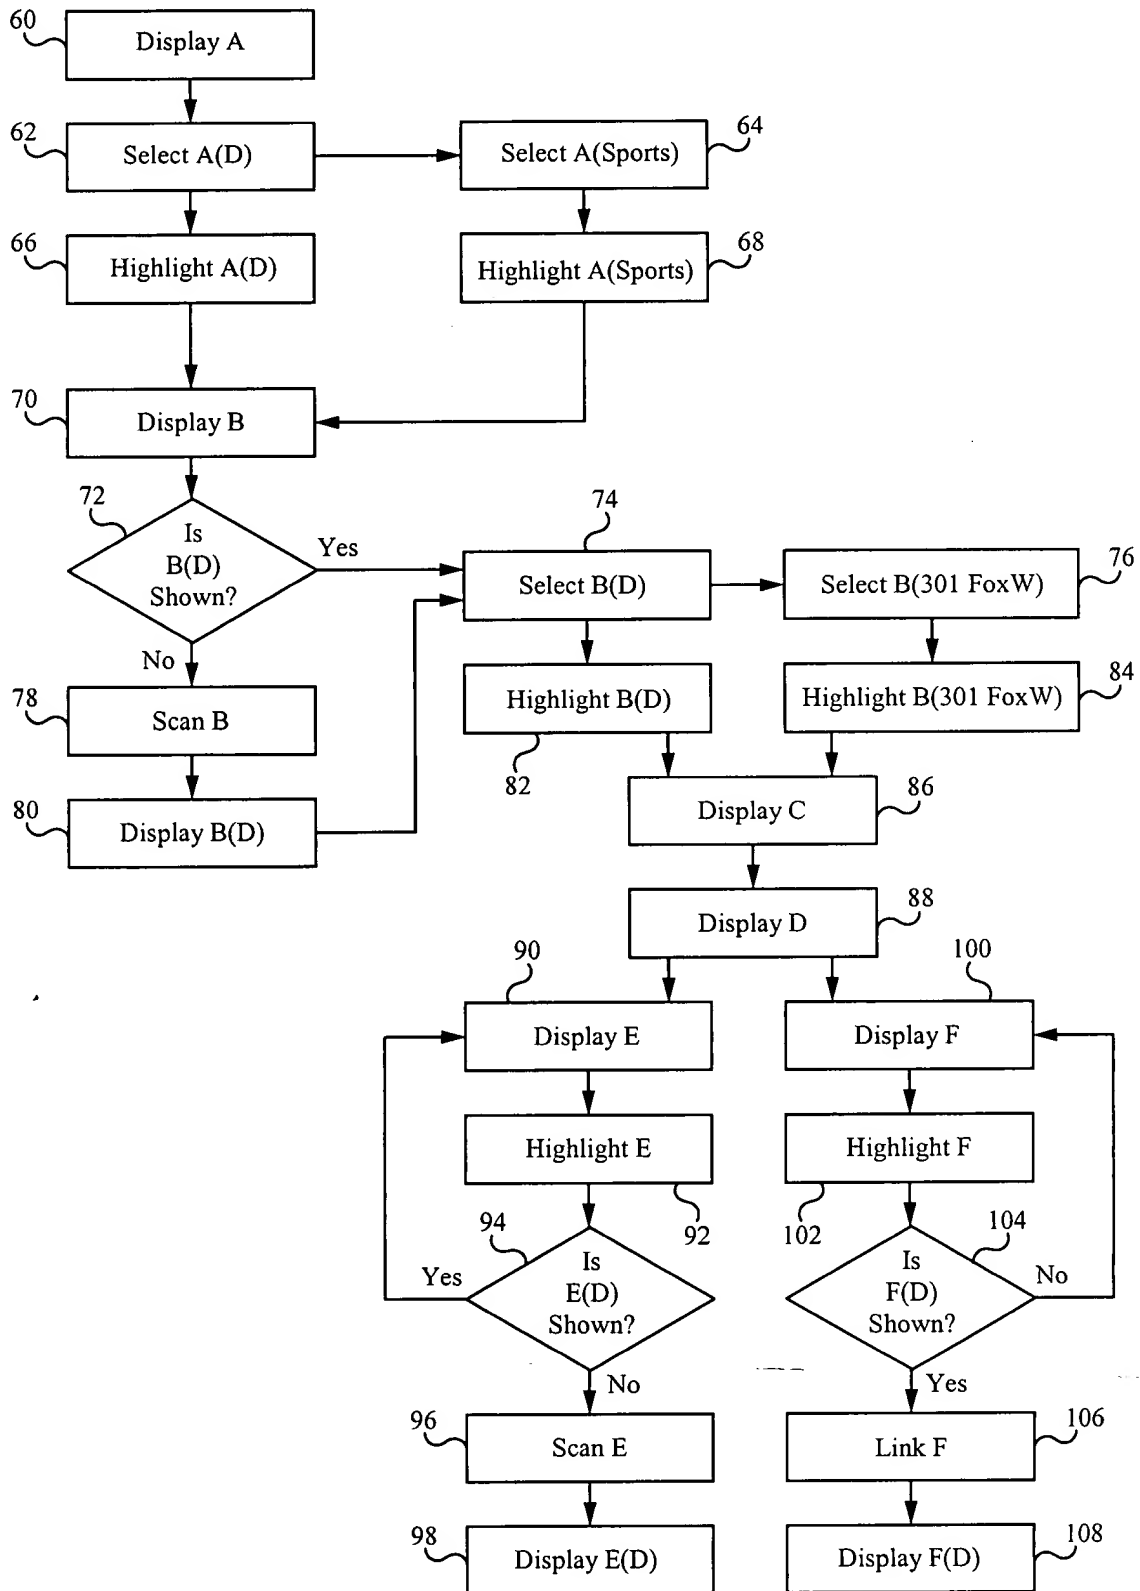 60
Display A
62
Select A(D)
Select A(Sports)
64
66
Highlight A(D)
Highlight A(Sports)
68
70
Display B
72
Is
B(D)
Shown?
Yes
No
74
Select B(D)
Select B(301 FoxW)
76
78
Scan B
Highlight B(D)
82
Highlight B(301 FoxW)
84
80
Display B(D)
Display C
86
Display D
88
90
Display E
100
Display F
Highlight E
92
Highlight F
102
94
Is
E(D)
Shown?
Yes
No
104
Is
F(D)
Shown?
No
Yes
96
Scan E
Link F
106
98
Display E(D)
Display F(D)
108